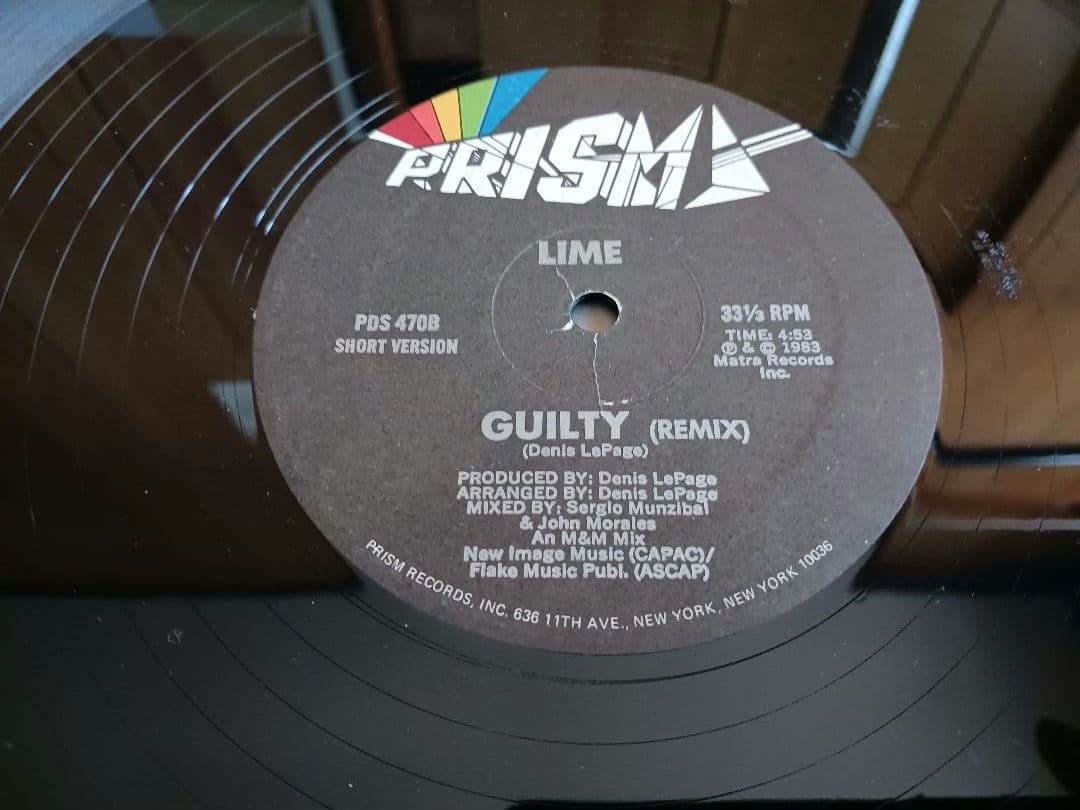 PRISM
LIME
PDS 470B
SHORT VERSION
33⅓ RPM
TIME: 4:53
℗ & © 1983
Matra Records
Inc.
GUILTY (REMIX)
(Denis LePage)
PRODUCED BY: Denis LePage
ARRANGED BY: Denis LePage
MIXED BY: Sergio Munzibal
& John Morales
An M&M Mix
New Image Music (CAPAC)/
Flake Music Publ. (ASCAP)
PRISM RECORDS, INC. 636 11TH AVE., NEW YORK, NEW YORK 10036